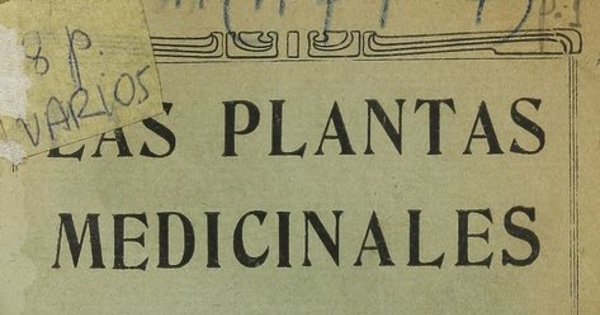 8 p.
VARIOS
LAS PLANTAS
MEDICINALES